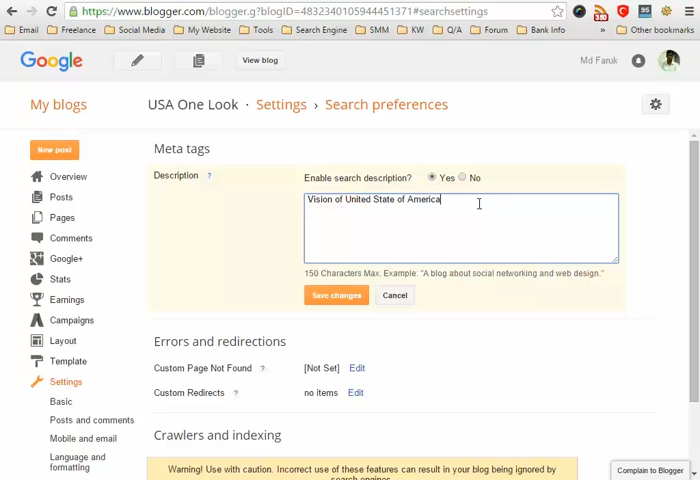 https://www.blogger.com/blogger.g?blogID=4832340105944451371#searchsettings
380
95
Email Freelance Social Media My Website Tools Search Engine SMM KW Q/A Forum Bank Info » Other bookmarks
Google View blog Md Faruk
My blogs USA One Look · Settings › Search preferences
Meta tags
New post
Description ? Enable search description? Yes No
Vision of United State of America
150 Characters Max. Example: "A blog about social networking and web design."
Save changes Cancel
Overview
Posts
Pages
Comments
Google+
Stats
Earnings
Campaigns
Layout
Template
Settings
Basic
Posts and comments
Mobile and email
Language and
formatting
Errors and redirections
Custom Page Not Found ? [Not Set] Edit
Custom Redirects ? no items Edit
Crawlers and indexing
Warning! Use with caution. Incorrect use of these features can result in your blog being ignored by
search engines.
Complain to Blogger